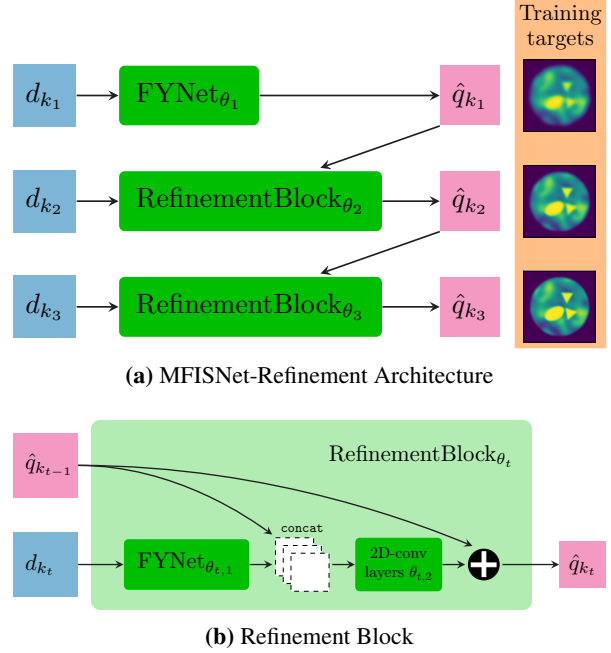 Training
targets
d_{k_1}
FYNet_{θ_1}
q̂_{k_1}
d_{k_2}
RefinementBlock_{θ_2}
q̂_{k_2}
d_{k_3}
RefinementBlock_{θ_3}
q̂_{k_3}
(a) MFISNet-Refinement Architecture
q̂_{k_{t-1}}
RefinementBlock_{θ_t}
concat
d_{k_t}
FYNet_{θ_{t,1}}
2D-conv
layers θ_{t,2}
q̂_{k_t}
(b) Refinement Block